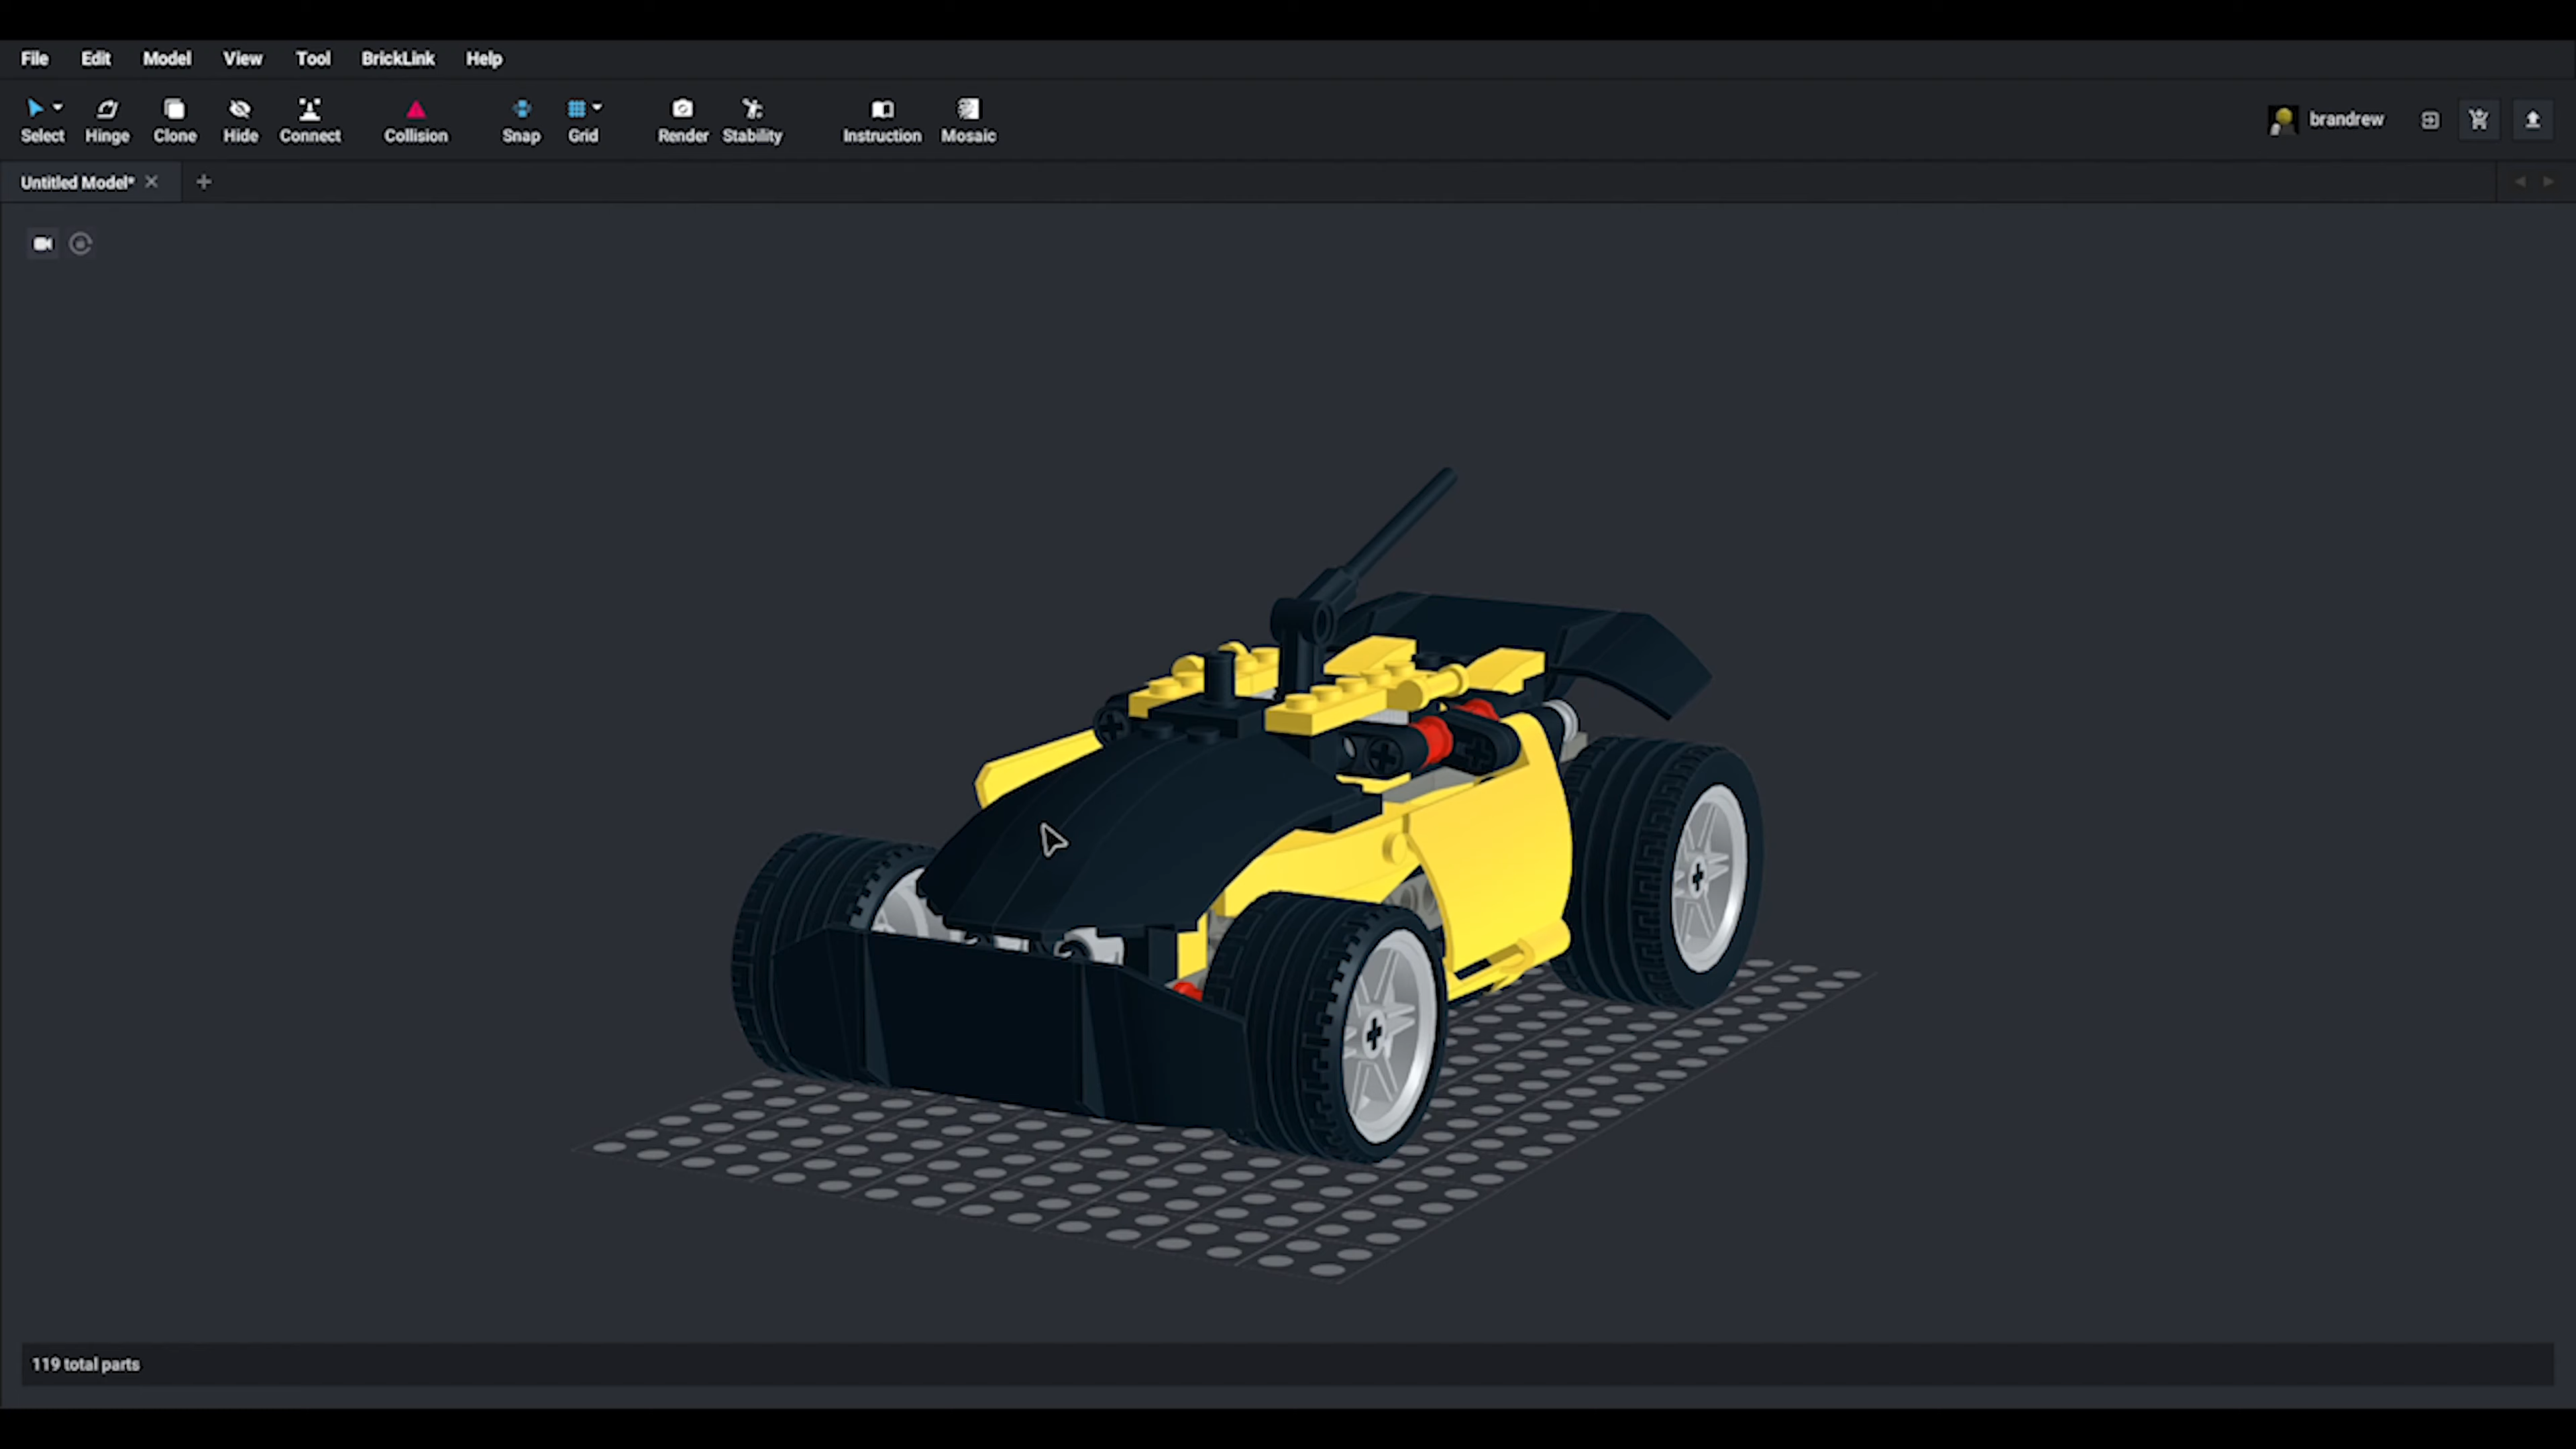 File Edit Model View Tool BrickLink Help
Select Hinge Clone Hide Connect Collision Snap Grid Render Stability Instruction Mosaic brandrew
Untitled Model*
119 total parts